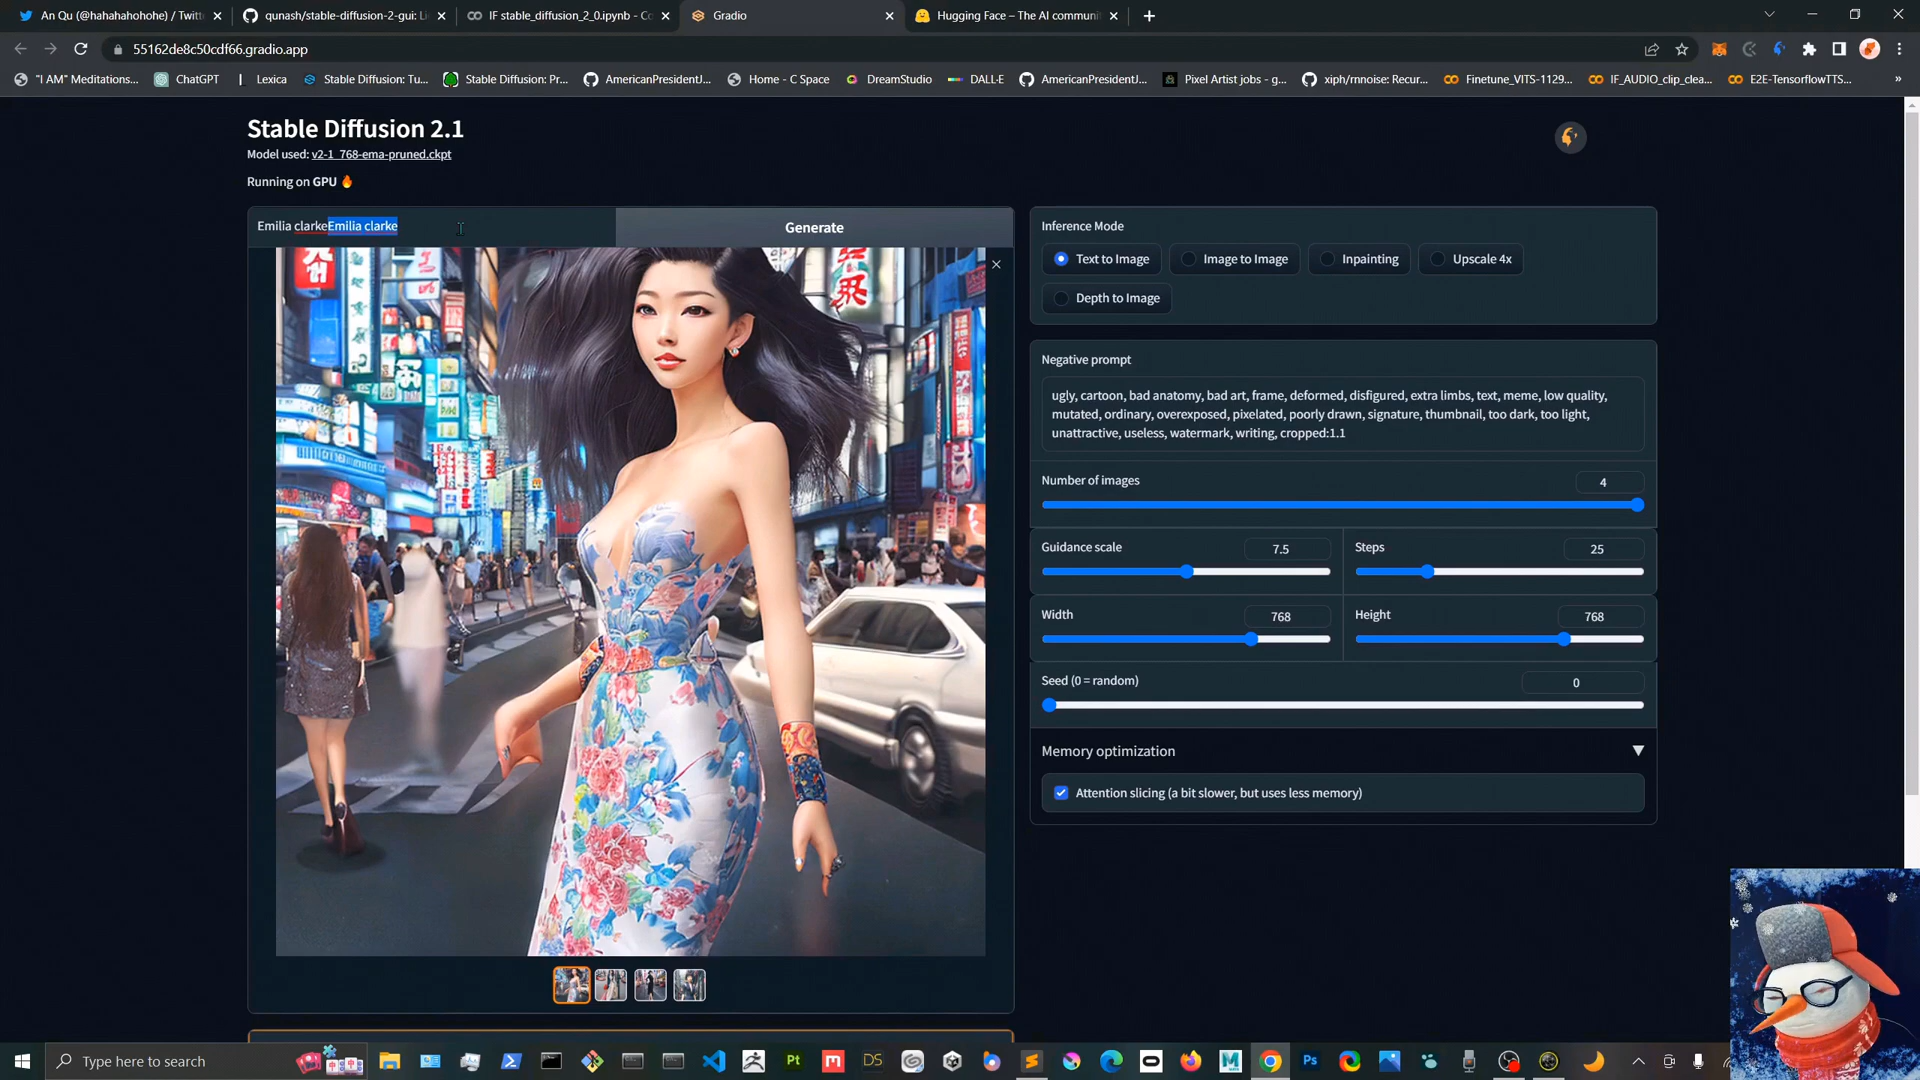 An Qu (@hahahahohohe) / Twitte
qunash/stable-diffusion-2-gui: Li
IF stable_diffusion_2_0.ipynb - Co
Gradio
Hugging Face – The AI communi
55162de8c50cdf66.gradio.app
"I AM" Meditations...
ChatGPT
Lexica
Stable Diffusion: Tu...
Stable Diffusion: Pr...
AmericanPresidentJ...
Home - C Space
DreamStudio
DALL·E
AmericanPresidentJ...
Pixel Artist jobs - g...
xiph/rnnoise: Recur...
Finetune_VITS-1129...
IF_AUDIO_clip_clea...
E2E-TensorflowTTS...
»
Stable Diffusion 2.1
Model used: v2-1_768-ema-pruned.ckpt
Running on GPU 🔥
Emilia clarkeEmilia clarke
Generate
Inference Mode
Text to Image
Image to Image
Inpainting
Upscale 4x
Depth to Image
Negative prompt
ugly, cartoon, bad anatomy, bad art, frame, deformed, disfigured, extra limbs, text, meme, low quality,
mutated, ordinary, overexposed, pixelated, poorly drawn, signature, thumbnail, too dark, too light,
unattractive, useless, watermark, writing, cropped:1.1
Number of images
4
Guidance scale
7.5
Steps
25
Width
768
Height
768
Seed (0 = random)
0
Memory optimization
Attention slicing (a bit slower, but uses less memory)
Type here to search
Pt
M
DS
Ps